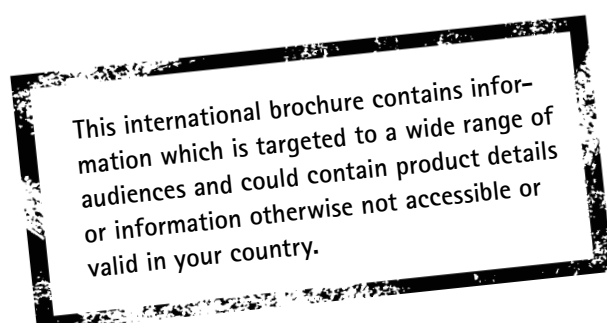 This international brochure contains infor-
mation which is targeted to a wide range of
audiences and could contain product details
or information otherwise not accessible or
valid in your country.